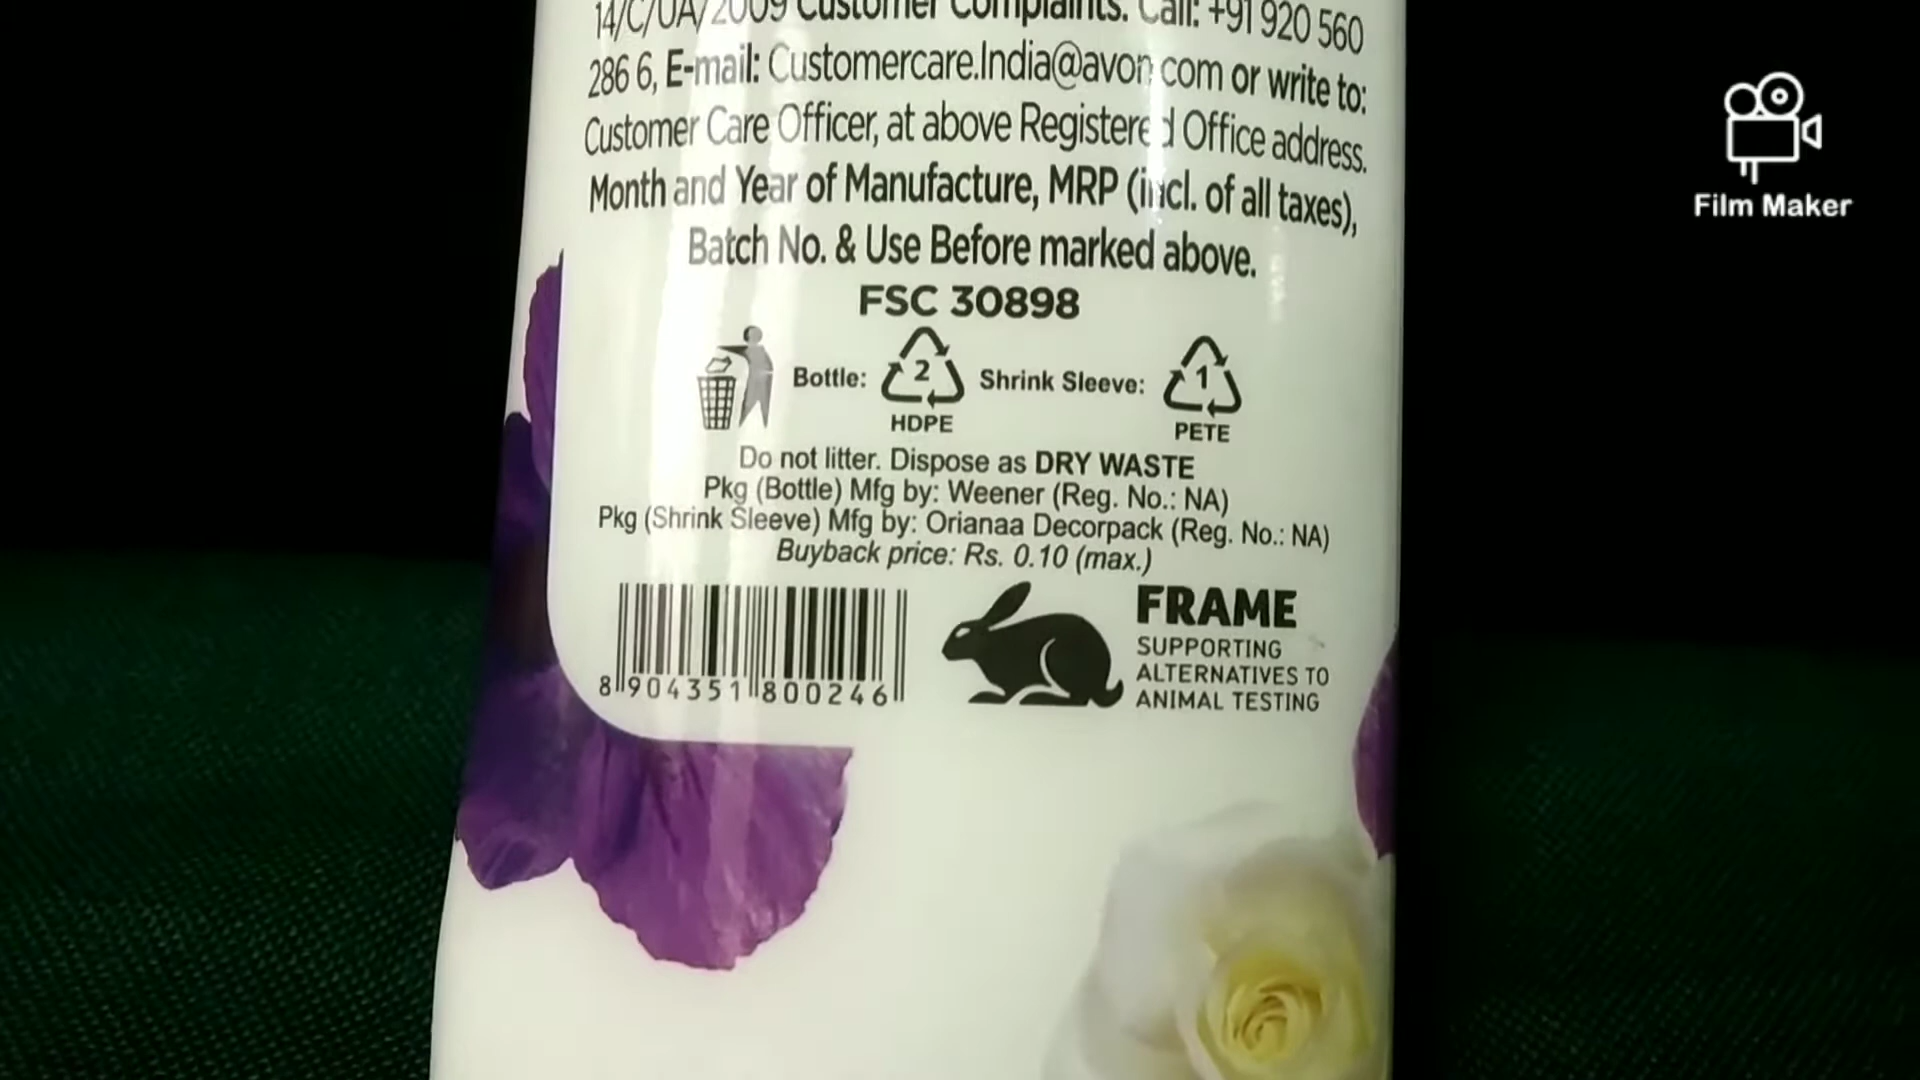 14/C/UA/2009 Customer Complaints. Call: +91 920 560
286 6, E-mail: Customercare.India@avon.com or write to:
Customer Care Officer, at above Registered Office address.
Month and Year of Manufacture, MRP (incl. of all taxes),
Batch No. & Use Before marked above.
FSC 30898
Bottle: 2 HDPE Shrink Sleeve: 1 PETE
Do not litter. Dispose as DRY WASTE
Pkg (Bottle) Mfg by: Weener (Reg. No.: NA)
Pkg (Shrink Sleeve) Mfg by: Orianaa Decorpack (Reg. No.: NA)
Buyback price: Rs. 0.10 (max.)
8 904351 800246
FRAME
SUPPORTING
ALTERNATIVES TO
ANIMAL TESTING
Film Maker